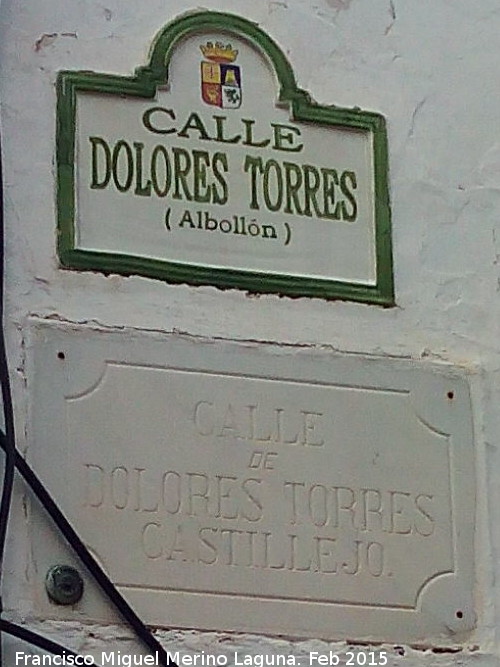 CALLE
DOLORES TORRES
(Albollón)
CALLE
DE
DOLORES TORRES
CASTILLEJO.
Francisco Miguel Merino Laguna. Feb 2015